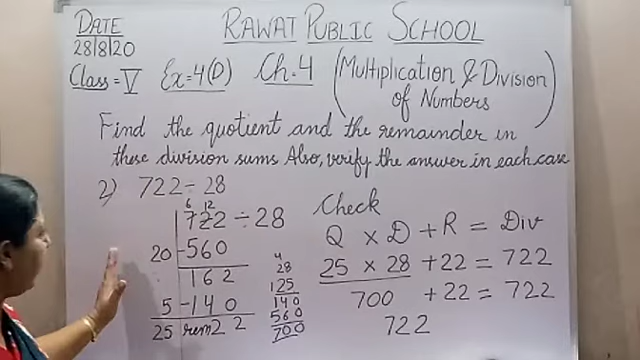 DATE
28/8/20
RAWAT PUBLIC SCHOOL
Class = V Ex = 4(D) Ch. 4 (Multiplication & Division of Numbers)
Find the quotient and the remainder in
these division sums Also, verify the answer in each case
2) 722 ÷ 28
6 12
722 ÷ 28
20 -560
162
5 -140
25 rem 22
4
28
125
140
560
700
Check
Q × D + R = Div
25 × 28 + 22 = 722
700 + 22 = 722
722